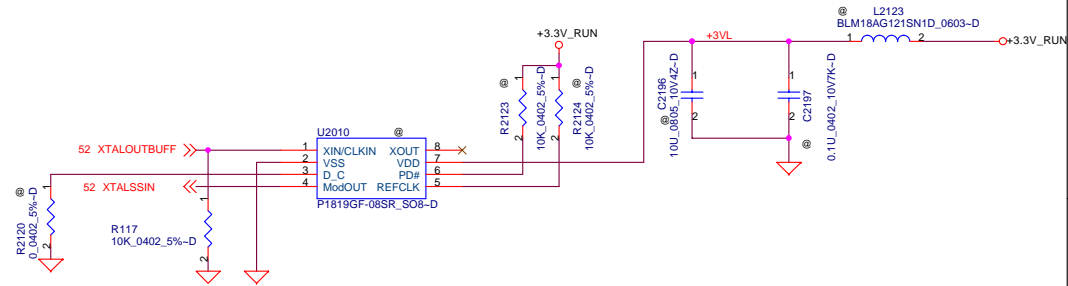 @
L2123
BLM18AG121SN1D_0603~D
1
2
+3VL
+3.3V_RUN
+3.3V_RUN
@
1
2
R2123
10K_0402_5%~D
@
1
2
R2124
10K_0402_5%~D
@
1
2
C2196
10U_0805_10V4Z~D
1
2
C2197
0.1U_0402_10V7K~D
@
U2010
@
52 XTALOUTBUFF
1 XIN/CLKIN XOUT 8
2 VSS VDD 7
3 D_C PD# 6
52 XTALSSIN
4 ModOUT REFCLK 5
P1819GF-08SR_SO8~D
@
1
2
R2120
0_0402_5%~D
1
2
R117
10K_0402_5%~D